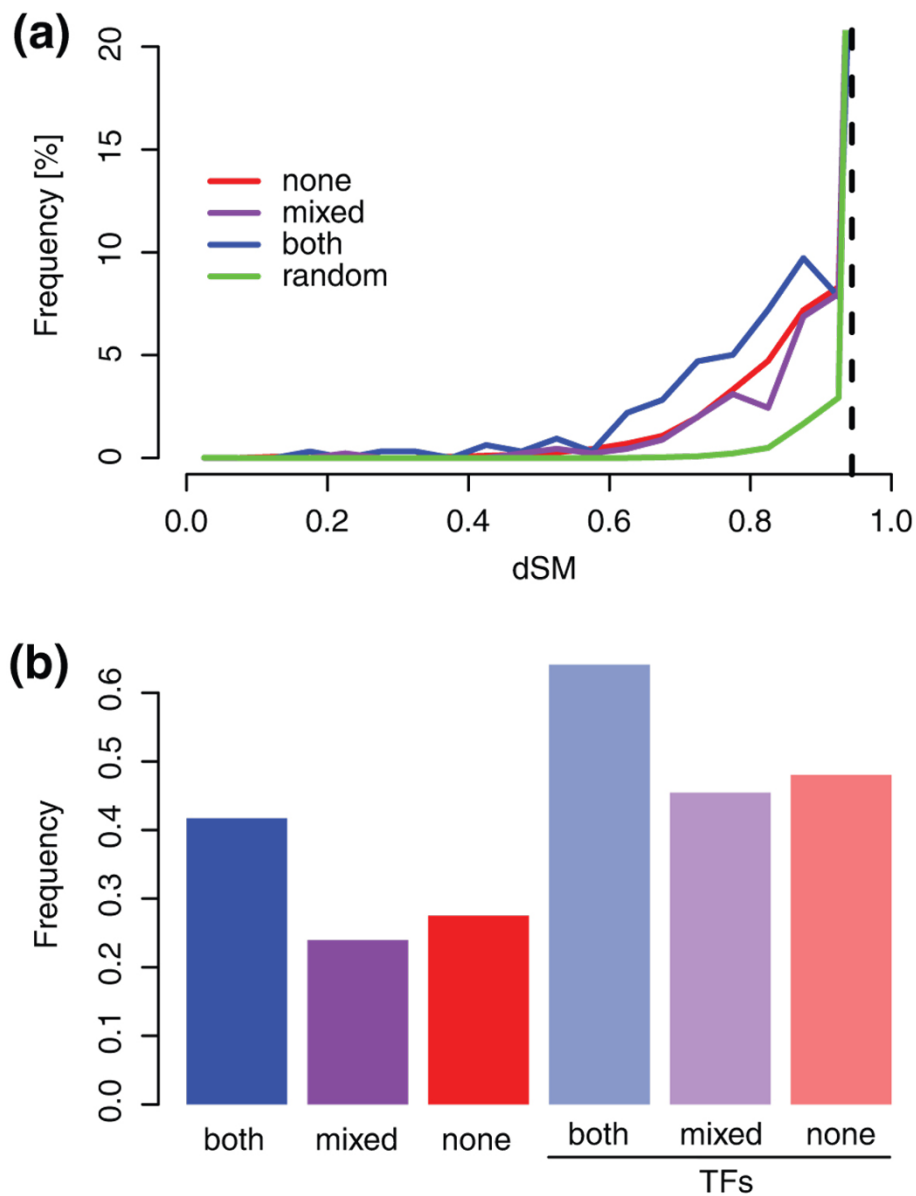 (a)
Frequency [%]
20
15
10
5
0
none
mixed
both
random
0.0 0.2 0.4 0.6 0.8 1.0
dSM
(b)
Frequency
0.6
0.5
0.4
0.3
0.2
0.1
0.0
both mixed none both mixed none
TFs